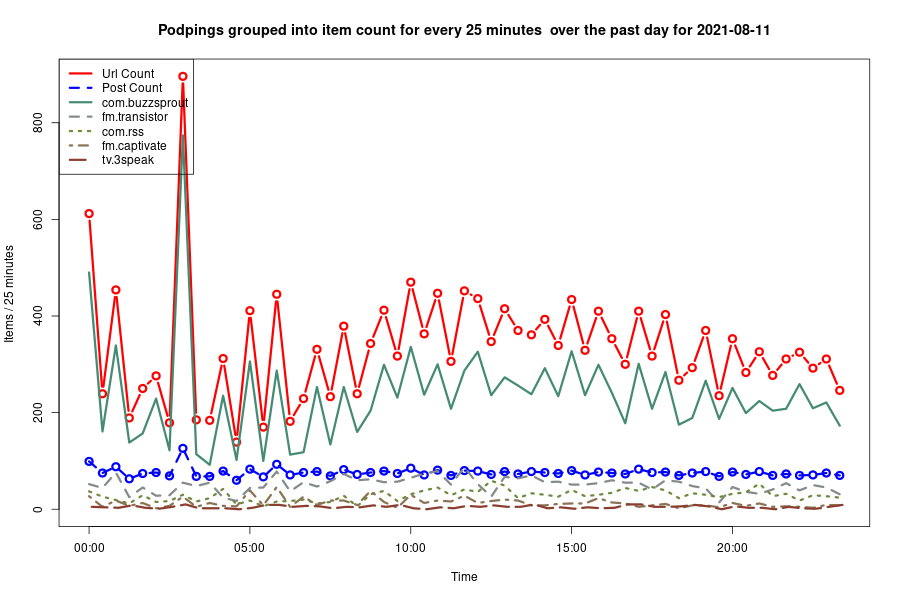 Podpings grouped into item count for every 25 minutes  over the past day for 2021-08-11
Items / 25 minutes
800
600
400
200
0
Url Count
Post Count
com.buzzsprout
fm.transistor
com.rss
fm.captivate
tv.3speak
00:00 05:00 10:00 15:00 20:00
Time